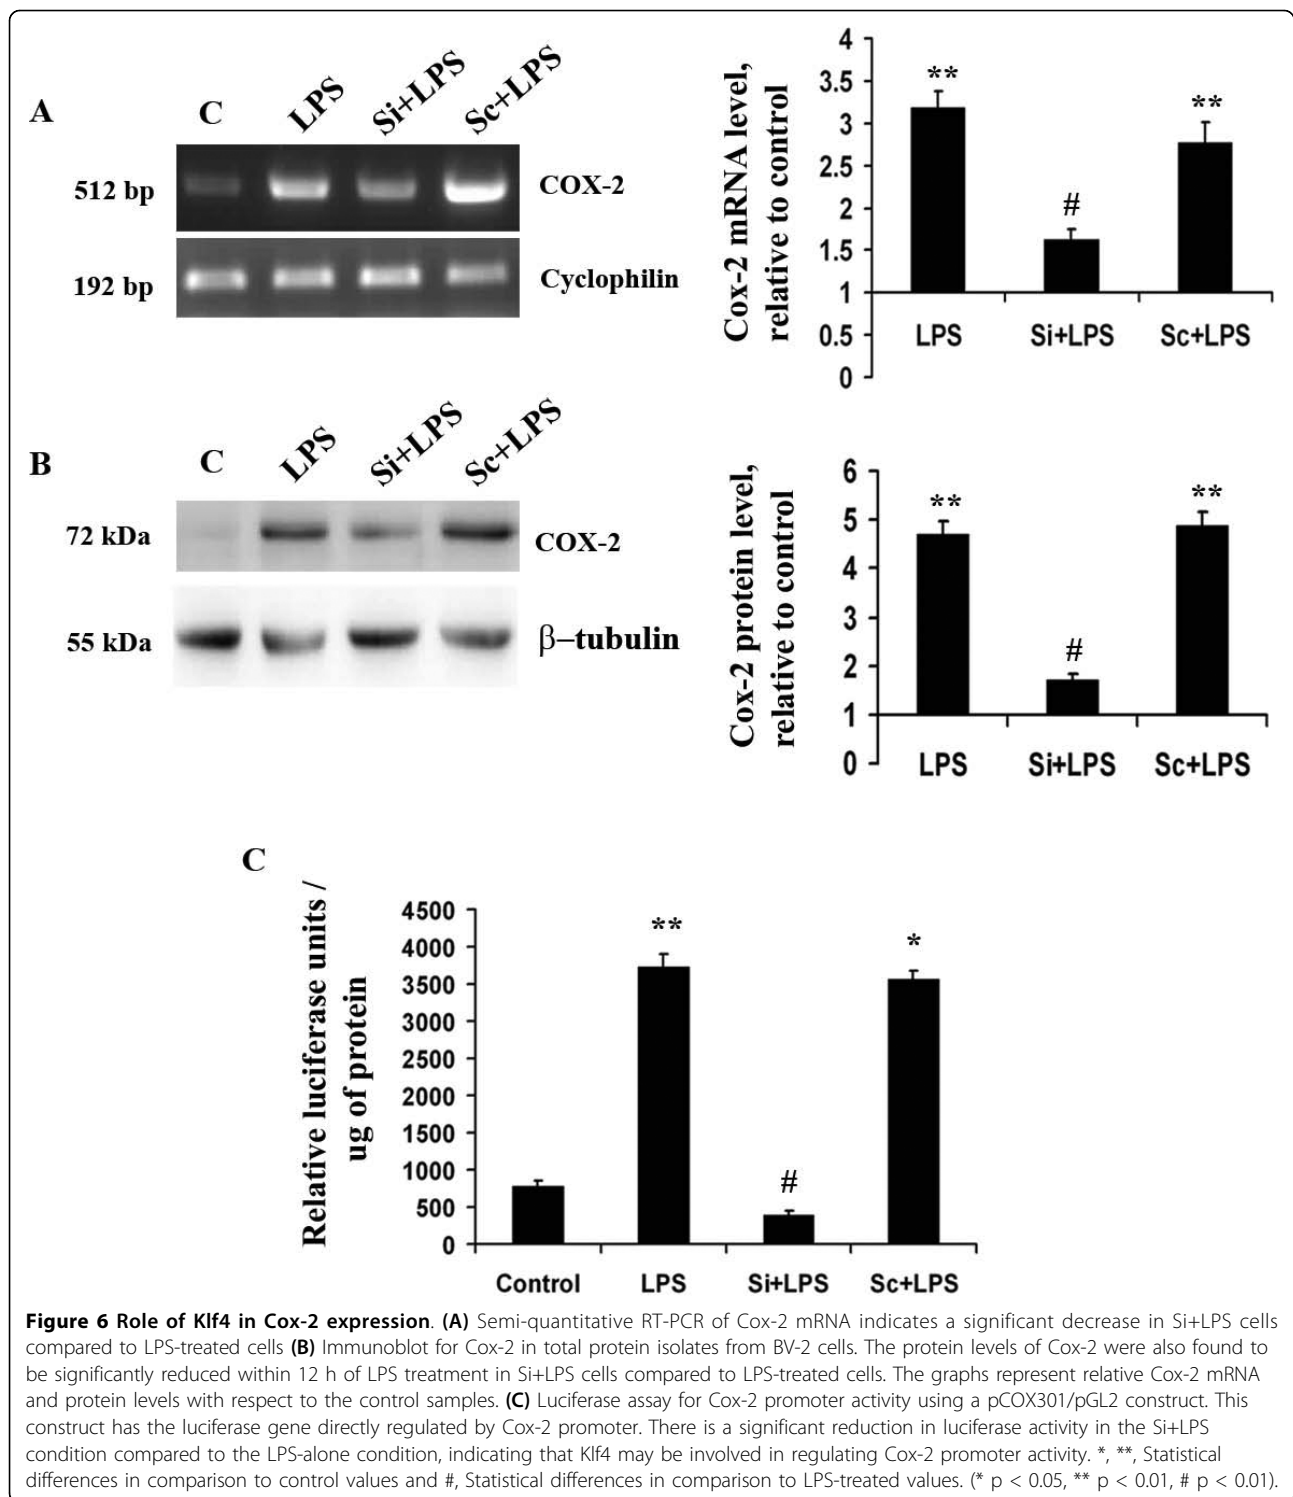 A
C
LPS
Si+LPS
Sc+LPS
512 bp
COX-2
192 bp
Cyclophilin
Cox-2 mRNA level,
relative to control
4
3.5
3
2.5
2
1.5
1
0.5
0
**
#
**
LPS
Si+LPS
Sc+LPS
B
C
LPS
Si+LPS
Sc+LPS
72 kDa
COX-2
55 kDa
β–tubulin
Cox-2 protein level,
relative to control
6
5
4
3
2
1
0
**
#
**
LPS
Si+LPS
Sc+LPS
C
Relative luciferase units /
ug of protein
4500
4000
3500
3000
2500
2000
1500
1000
500
0
**
#
*
Control
LPS
Si+LPS
Sc+LPS
Figure 6 Role of Klf4 in Cox-2 expression. (A) Semi-quantitative RT-PCR of Cox-2 mRNA indicates a significant decrease in Si+LPS cells
compared to LPS-treated cells (B) Immunoblot for Cox-2 in total protein isolates from BV-2 cells. The protein levels of Cox-2 were also found to
be significantly reduced within 12 h of LPS treatment in Si+LPS cells compared to LPS-treated cells. The graphs represent relative Cox-2 mRNA
and protein levels with respect to the control samples. (C) Luciferase assay for Cox-2 promoter activity using a pCOX301/pGL2 construct. This
construct has the luciferase gene directly regulated by Cox-2 promoter. There is a significant reduction in luciferase activity in the Si+LPS
condition compared to the LPS-alone condition, indicating that Klf4 may be involved in regulating Cox-2 promoter activity. *, **, Statistical
differences in comparison to control values and #, Statistical differences in comparison to LPS-treated values. (* p < 0.05, ** p < 0.01, # p < 0.01).